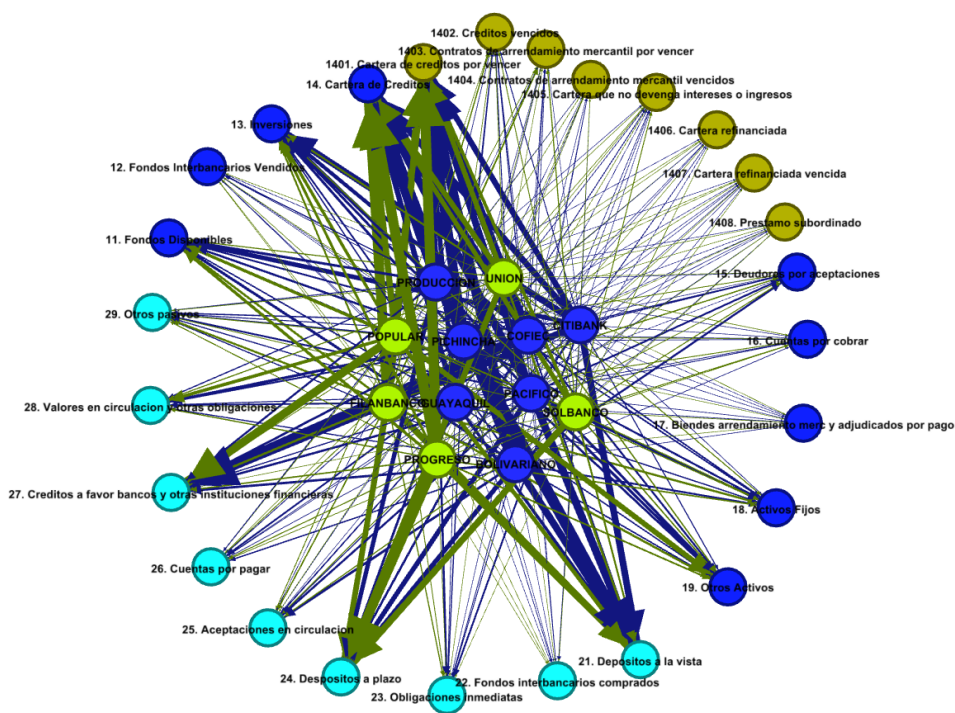 1402. Creditos vencidos
1403. Contratos de arrendamiento mercantil por vencer
1401. Cartera de creditos por vencer
1404. Contratos de arrendamiento mercantil vencidos
14. Cartera de Creditos
1405. Cartera que no devenga intereses o ingresos
13. Inversiones
1406. Cartera refinanciada
12. Fondos Interbancarios Vendidos
1407. Cartera refinanciada vencida
1408. Prestamo subordinado
11. Fondos Disponibles
15. Deudores por aceptaciones
UNION
PRODUCCION
29. Otros pasivos
CITIBANK
POPULAR
PICHINCHA
COFIEC
16. Cuentas por cobrar
PACIFICO
FILANBANCO
GUAYAQUIL
28. Valores en circulacion y otras obligaciones
SOLBANCO
17. Biendes arrendamiento merc y adjudicados por pago
PROGRESO
BOLIVARIANO
27. Creditos a favor bancos y otras instituciones financieras
18. Activos Fijos
26. Cuentas por pagar
19. Otros Activos
25. Aceptaciones en circulacion
21. Depositos a la vista
24. Despositos a plazo
22. Fondos interbancarios comprados
23. Obligaciones inmediatas